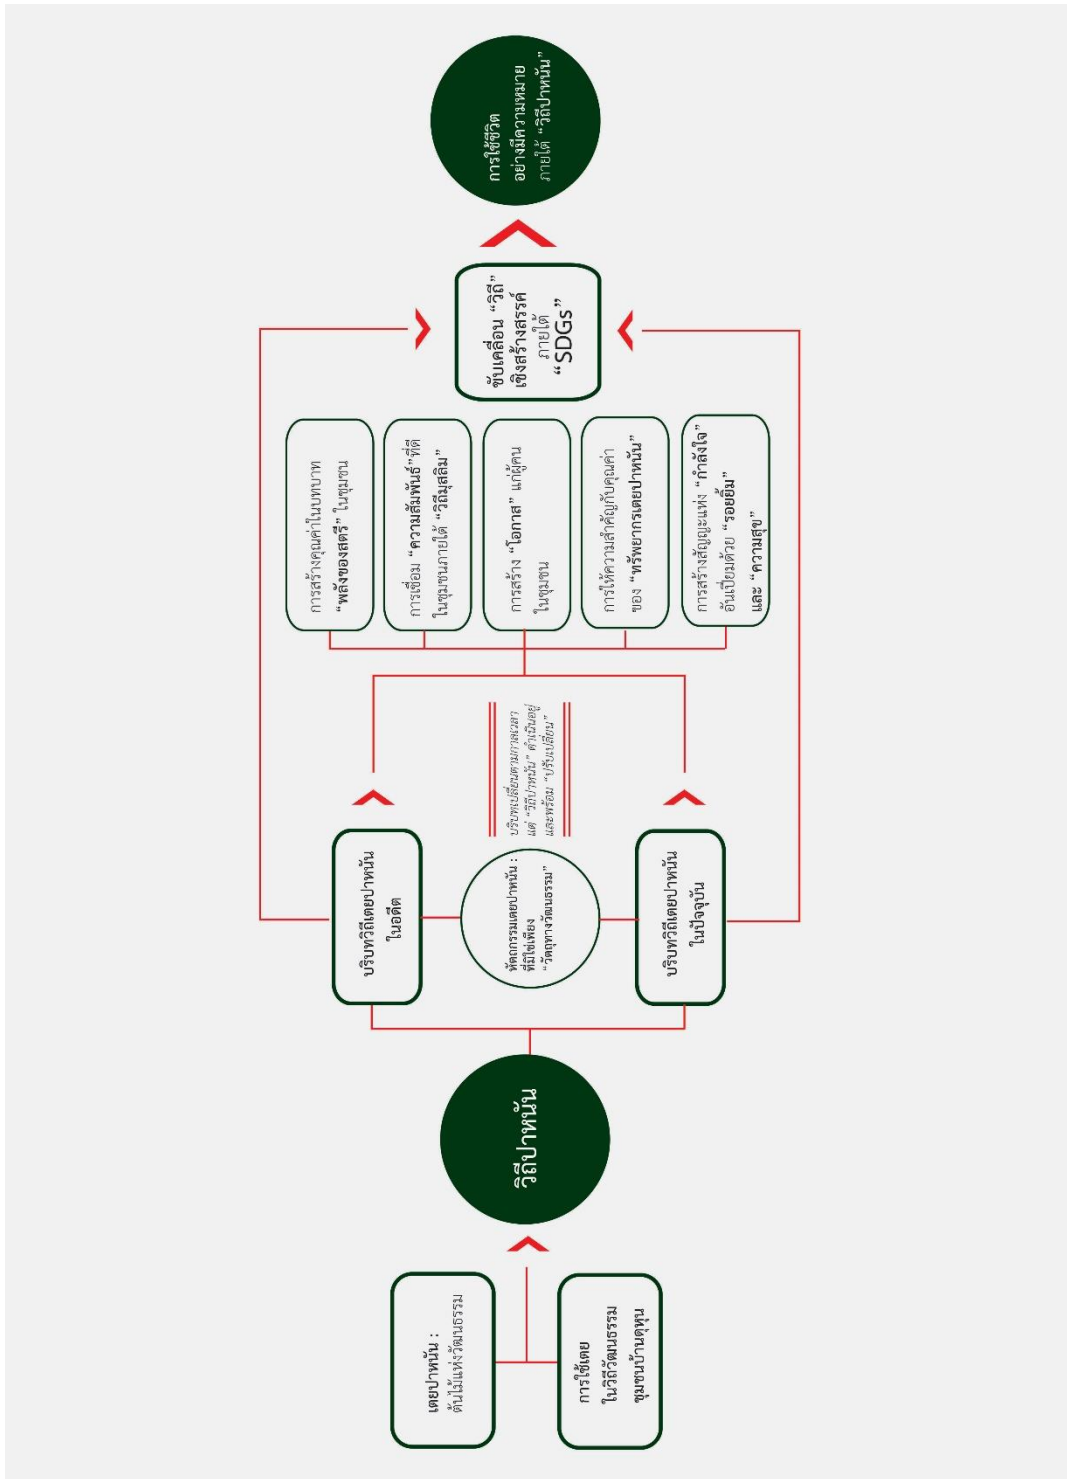 เตยปาหนัน :
ต้นไม้แห่งวัฒนธรรม
การใช้เตย
ในวิถีวัฒนธรรม
ชุมชนบ้านดุหุน
วิถีปาหนัน
บริบทวิถีเตยปาหนัน
ในอดีต
หัตถกรรมเตยปาหนัน :
ที่มิใช่เพียง
“วัตถุทางวัฒนธรรม”
บริบทวิถีเตยปาหนัน
ในปัจจุบัน
บริบทเปลี่ยนตามกาลเวลา
แต่ “วิถีปาหนัน” ดำเนินอยู่
และพร้อม “ปรับเปลี่ยน”
การสร้างคุณค่าในบทบาท
“พลังของสตรี” ในชุมชน
การเชื่อม “ความสัมพันธ์”ที่ดี
ในชุมชนภายใต้ “วิถีมุสลิม”
การสร้าง “โอกาส” แก่ผู้คน
ในชุมชน
การให้ความสำคัญกับคุณค่า
ของ “ทรัพยากรเตยปาหนัน”
การสร้างสัญญะแห่ง “กำลังใจ”
อันเปี่ยมด้วย “รอยยิ้ม”
และ “ความสุข”
ขับเคลื่อน “วิถี”
เชิงสร้างสรรค์
ภายใต้
“SDGs”
การใช้ชีวิต
อย่างมีความหมาย
ภายใต้ “วิถีปาหนัน”